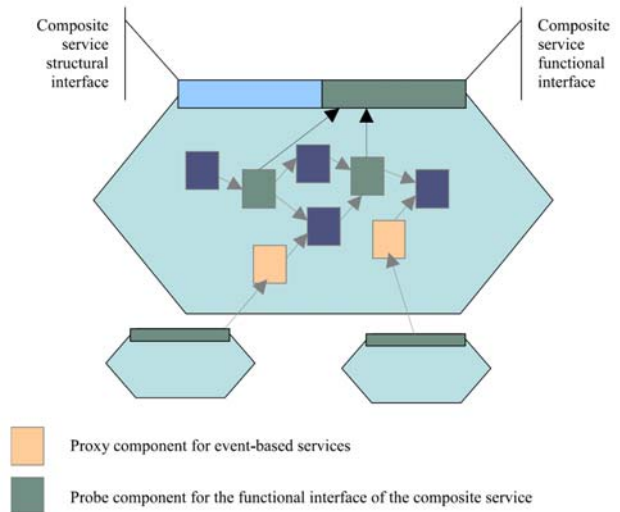 Composite
service
structural
interface
Composite
service
functional
interface
Proxy component for event-based services
Probe component for the functional interface of the composite service